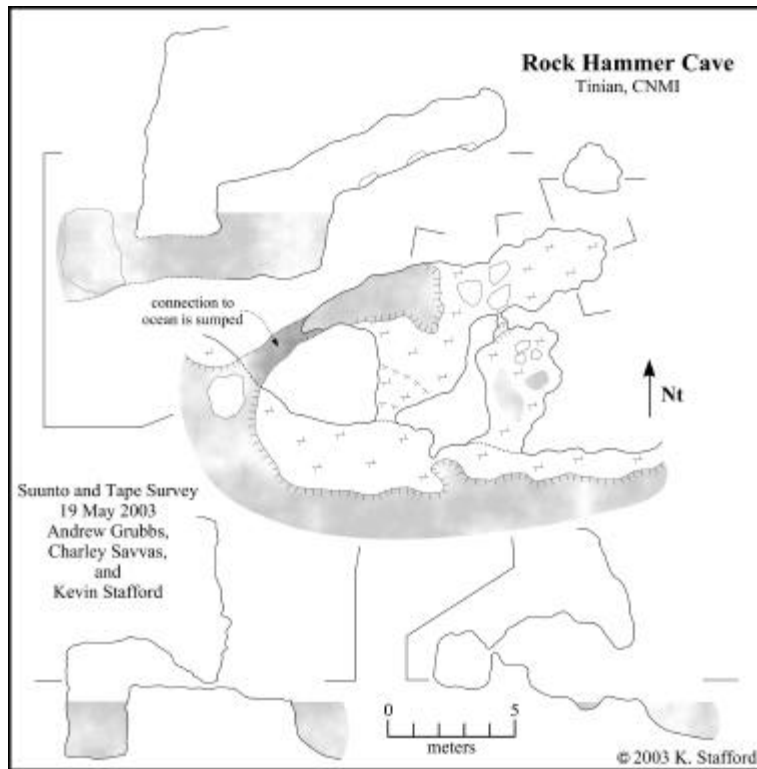 Rock Hammer Cave
Tinian, CNMI
connection to
ocean is sumped
Nt
Suunto and Tape Survey
19 May 2003
Andrew Grubbs,
Charley Savvas,
and
Kevin Stafford
0 5
meters
© 2003 K. Stafford